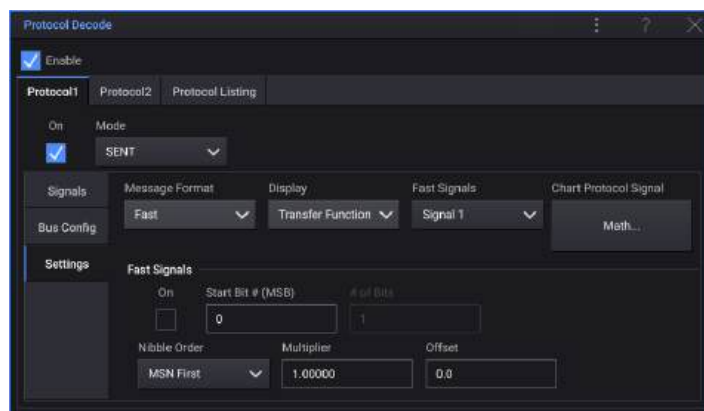 Protocol Decode
?
Enable
Protocol1 Protocol2 Protocol Listing
On Mode
SENT
Signals
Bus Config
Settings
Message Format Display Fast Signals Chart Protocol Signal
Fast Transfer Function Signal 1 Math...
Fast Signals
On Start Bit # (MSB) # of Bits
0 1
Nibble Order Multiplier Offset
MSN First 1.00000 0.0